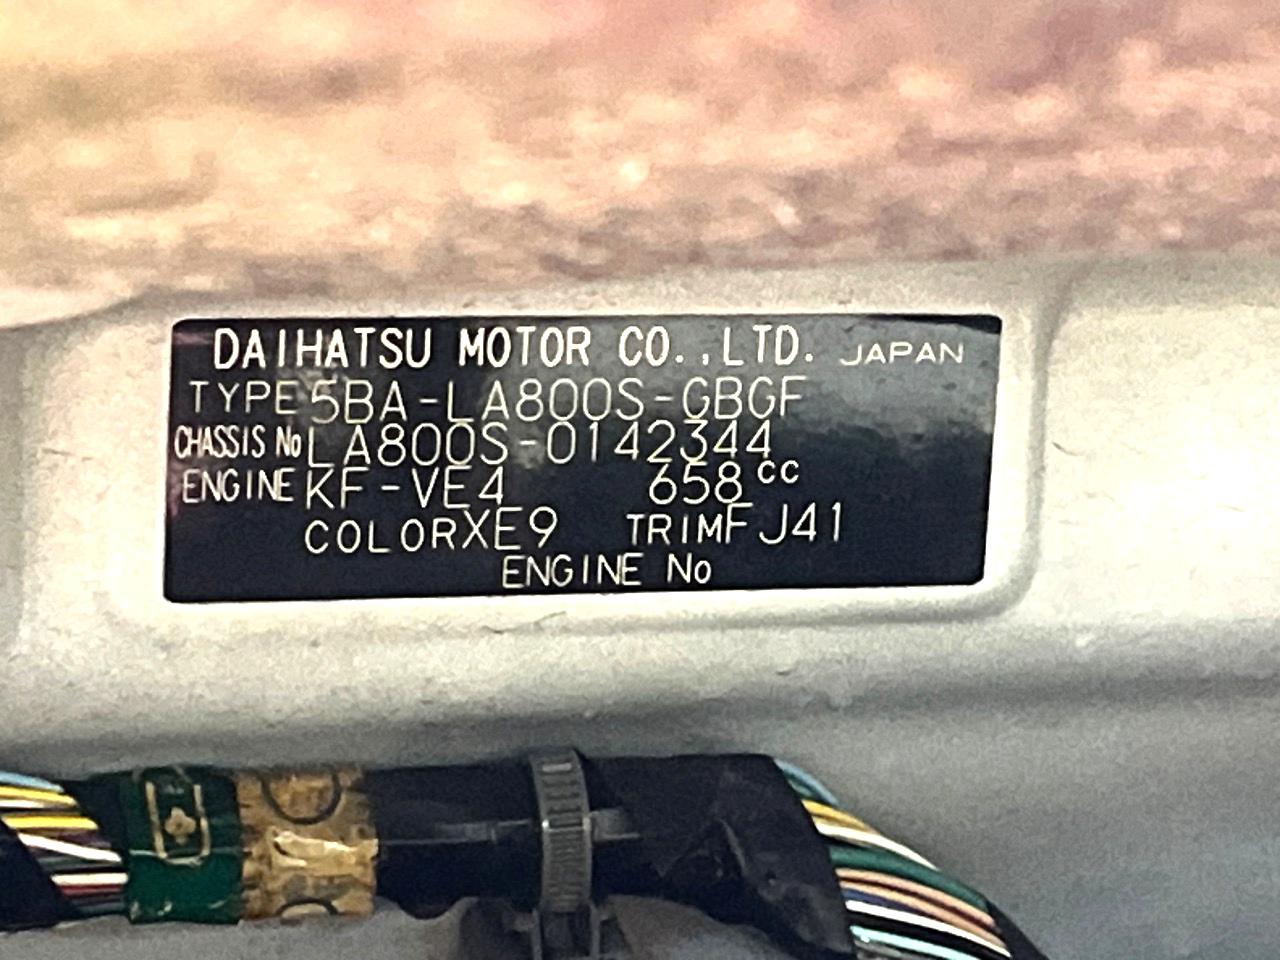 DAIHATSU MOTOR CO.,LTD. JAPAN
TYPE 5BA-LA800S-GBGF
CHASSIS No LA800S-0142344
ENGINE KF-VE4 658cc
COLOR XE9 TRIM FJ41
ENGINE No